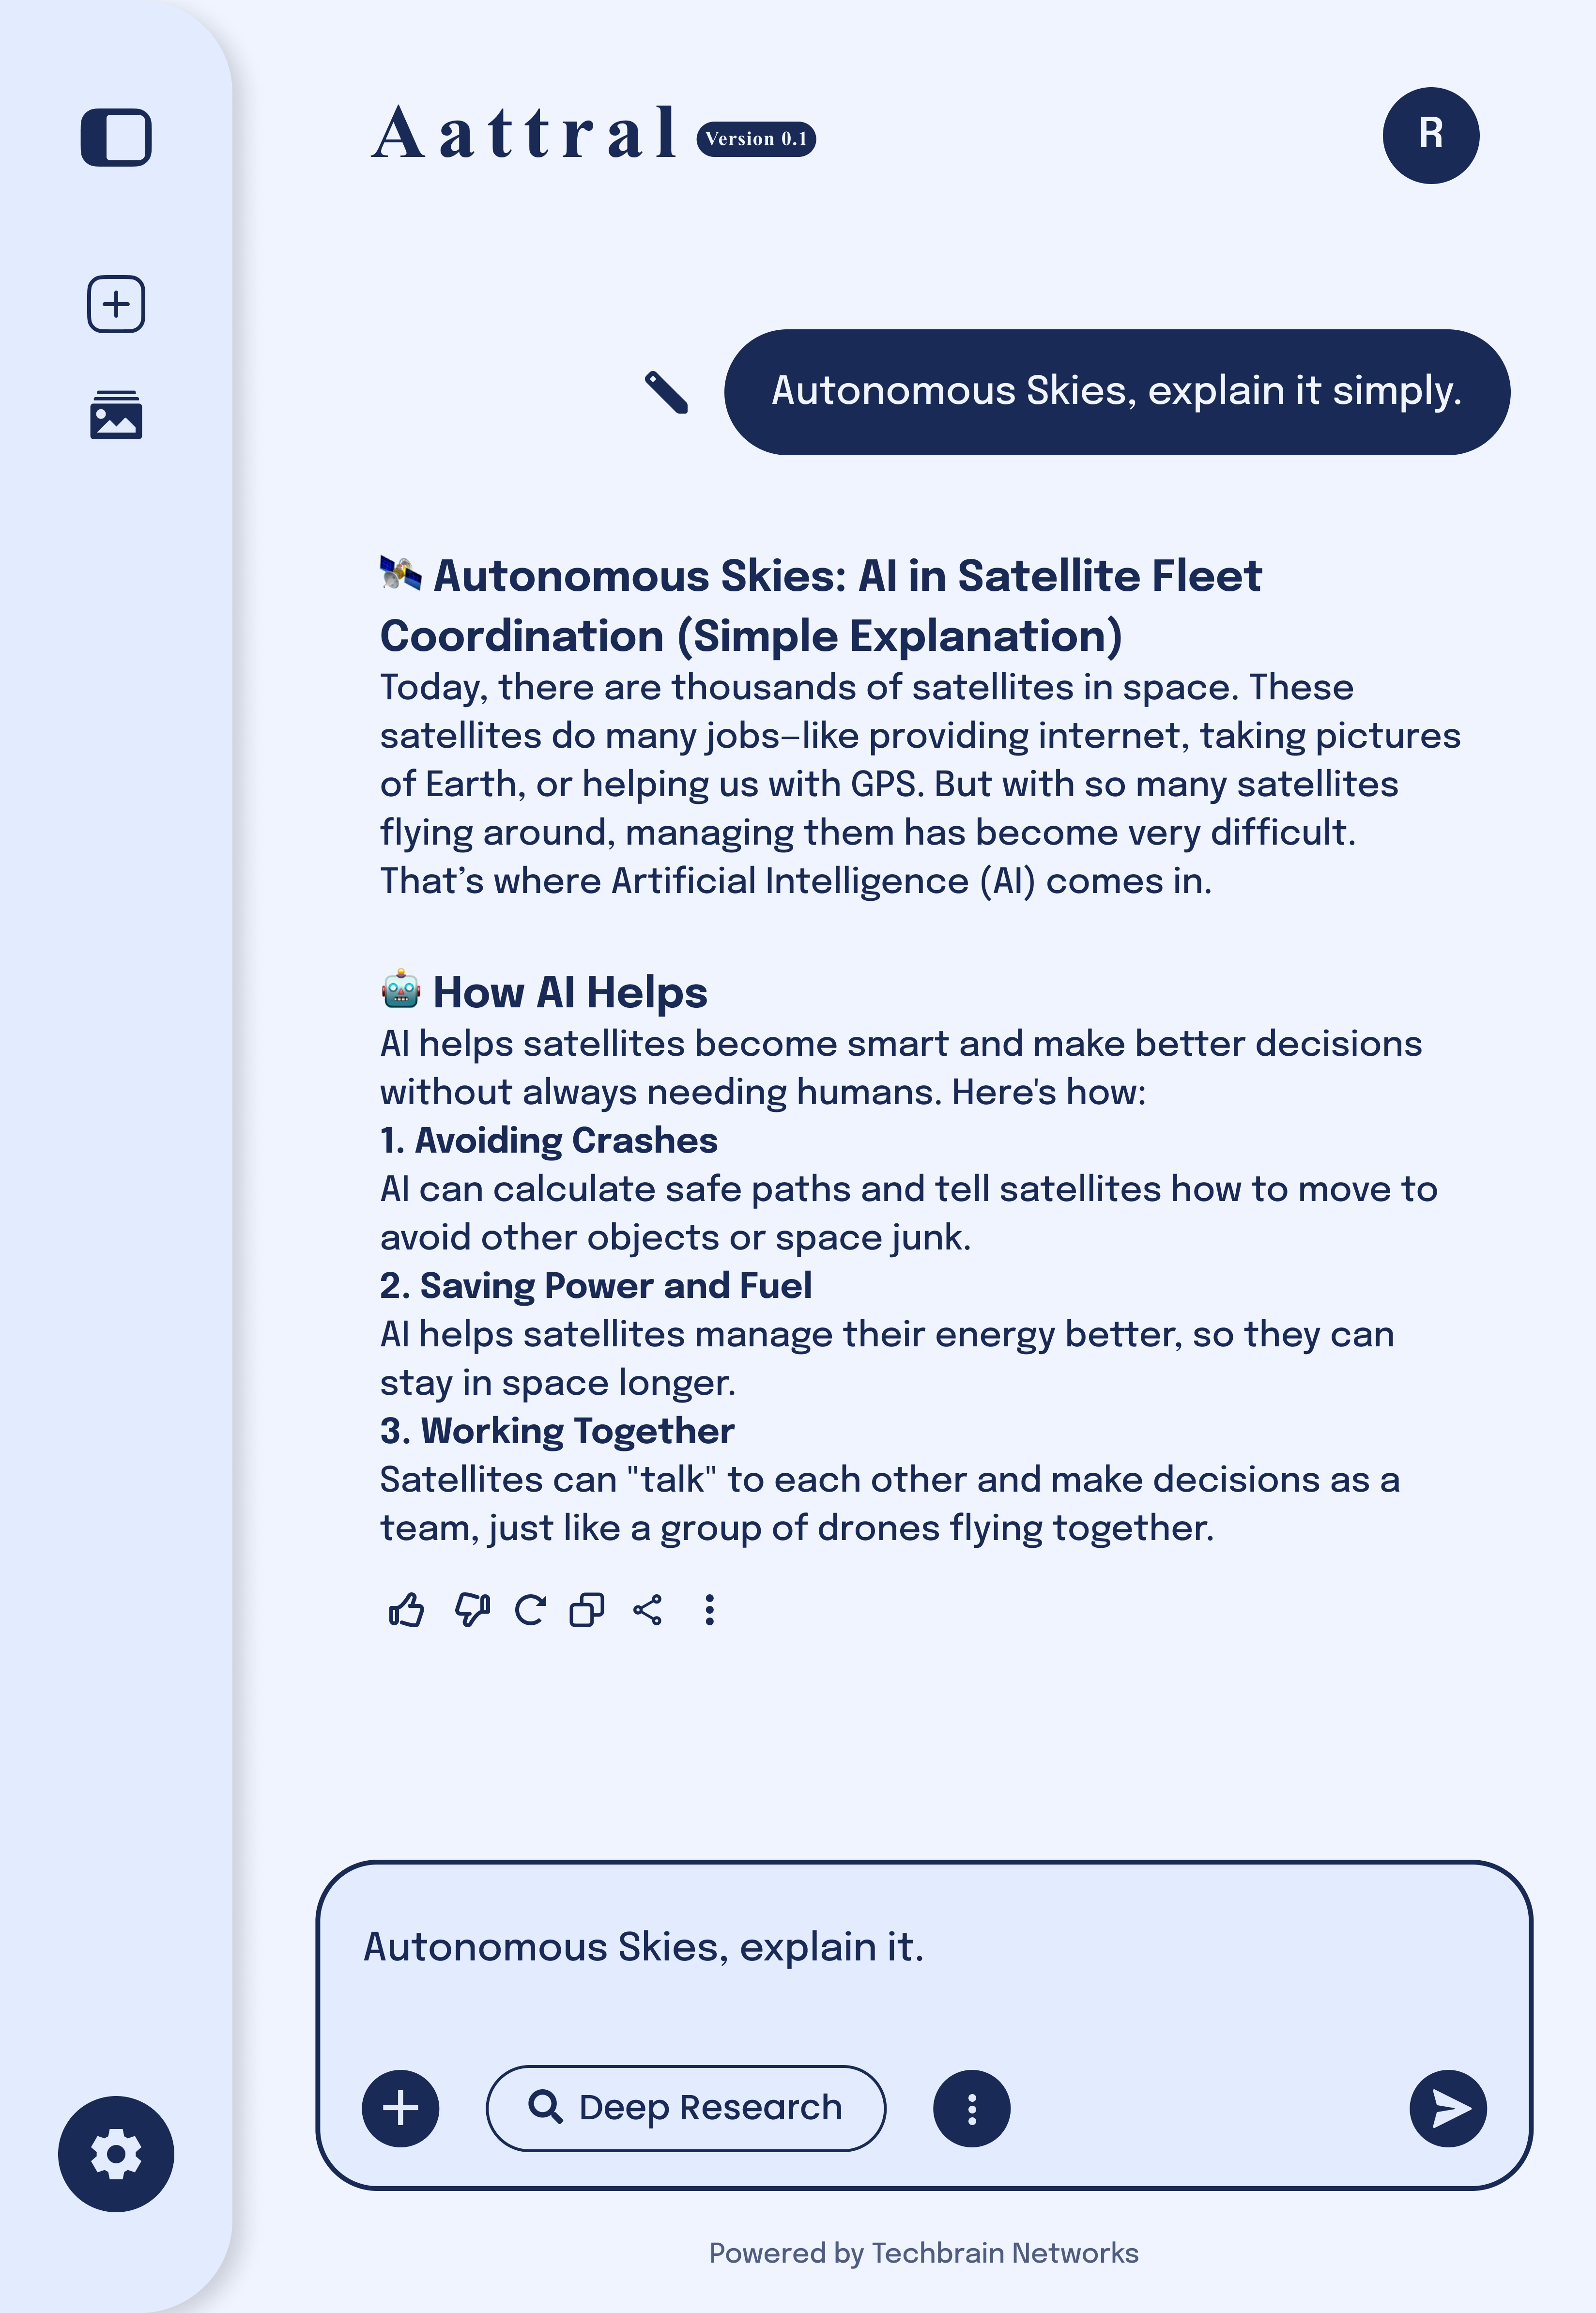 Aattral Version 0.1
R
Autonomous Skies, explain it simply.
🛰️ Autonomous Skies: AI in Satellite Fleet
Coordination (Simple Explanation)
Today, there are thousands of satellites in space. These
satellites do many jobs—like providing internet, taking pictures
of Earth, or helping us with GPS. But with so many satellites
flying around, managing them has become very difficult.
That’s where Artificial Intelligence (AI) comes in.
🤖 How AI Helps
AI helps satellites become smart and make better decisions
without always needing humans. Here's how:
1. Avoiding Crashes
AI can calculate safe paths and tell satellites how to move to
avoid other objects or space junk.
2. Saving Power and Fuel
AI helps satellites manage their energy better, so they can
stay in space longer.
3. Working Together
Satellites can "talk" to each other and make decisions as a
team, just like a group of drones flying together.
Autonomous Skies, explain it.
Deep Research
Powered by Techbrain Networks